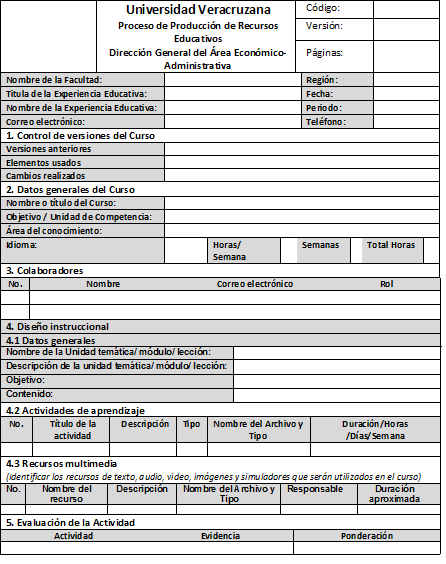 Universidad Veracruzana
Proceso de Producción de Recursos
Educativos
Dirección General del Área Económico-
Administrativa
Código:
Versión:
Páginas:
Nombre de la Facultad:
Región:
Titula de la Experiencia Educativa:
Fecha:
Nombre de la Experiencia Educativa:
Periodo:
Correo electrónico:
Teléfono:
1. Control de versiones del Curso
Versiones anteriores
Elementos usados
Cambios realizados
2. Datos generales del Curso
Nombre o título del Curso:
Objetivo / Unidad de Competencia:
Área del conocimiento:
Idioma:
Horas/
Semana
Semanas
Total Horas
3. Colaboradores
No.
Nombre
Correo electrónico
Rol
4. Diseño instruccional
4.1 Datos generales
Nombre de la Unidad temática/ módulo/ lección:
Descripción de la unidad temática/ módulo/ lección:
Objetivo:
Contenido:
4.2 Actividades de aprendizaje
No.
Título de la
actividad
Descripción
Tipo
Nombre del Archivo y
Tipo
Duración/Horas
/Días/Semana
4.3 Recursos multimedia
(Identificar los recursos de texto, audio, video, imágenes y simuladores que serán utilizados en el curso)
No.
Nombre del
recurso
Descripción
Nombre del Archivo y
Tipo
Responsable
Duración
aproximada
5. Evaluación de la Actividad
Actividad
Evidencia
Ponderación